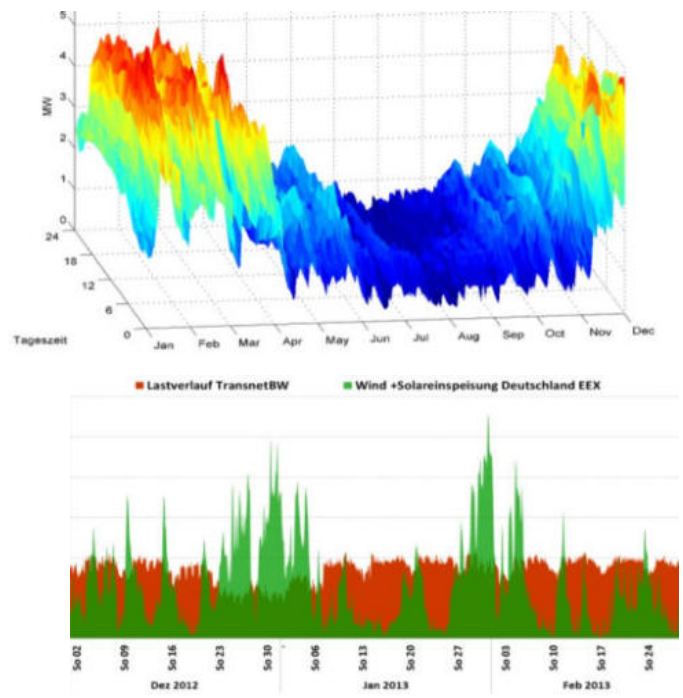 5
4
3
2
1
0
MW
24
18
12
6
0
Tageszeit
Jan
Feb
Mar
Apr
May
Jun
Jul
Aug
Sep
Oct
Nov
Dec
Lastverlauf TransnetBW
Wind +Solareinspeisung Deutschland EEX
So 02
So 09
So 16
So 23
So 30
So 06
So 13
So 20
So 27
So 03
So 10
So 17
So 24
Dez 2012
Jan 2013
Feb 2013